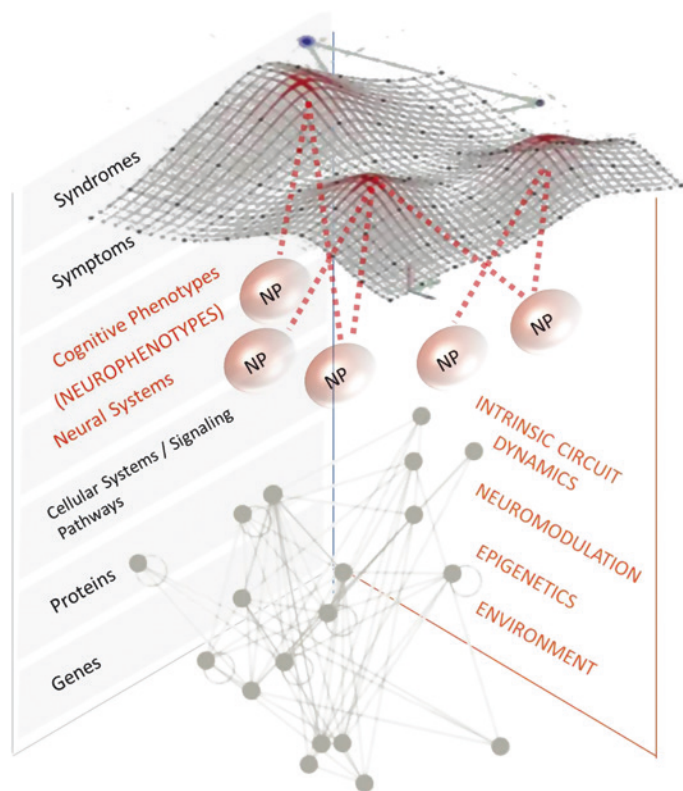 Syndromes
Symptoms
Cognitive Phenotypes
(NEUROPHENOTYPES)
Neural Systems
Cellular Systems / Signaling
Pathways
Proteins
Genes
NP
NP
NP
NP
NP
INTRINSIC CIRCUIT
DYNAMICS
NEUROMODULATION
EPIGENETICS
ENVIRONMENT